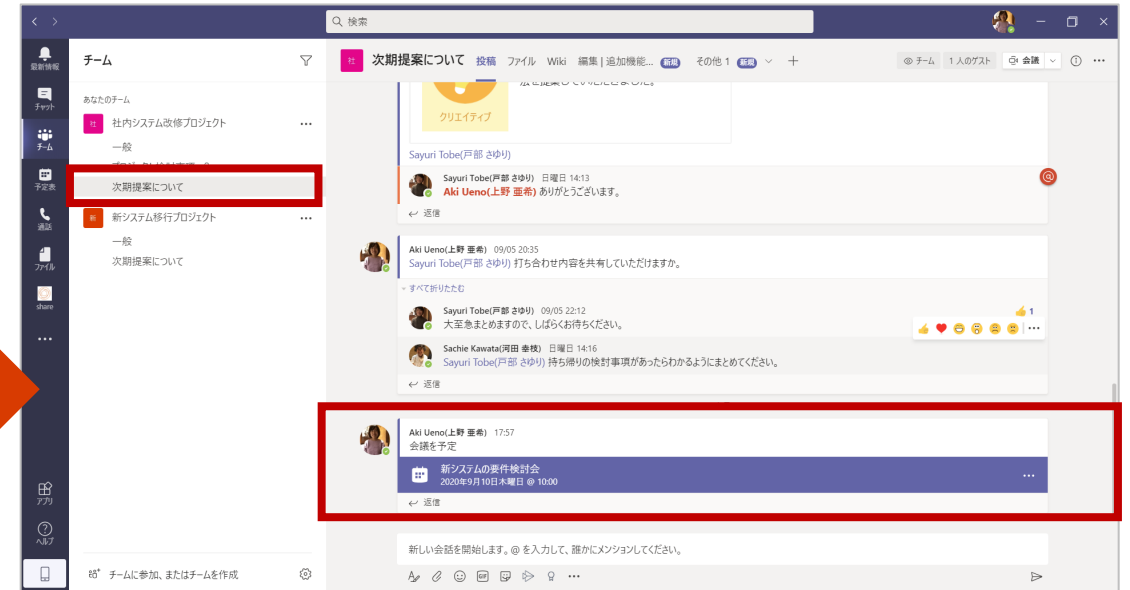 検索
最新情報
チャット
チーム
予定表
通話
ファイル
share
アプリ
ヘルプ
チーム
あなたのチーム
社 社内システム改修プロジェクト
一般
次期提案について
新 新システム移行プロジェクト
一般
次期提案について
チームに参加、またはチームを作成
社 次期提案について 投稿 ファイル Wiki 編集 | 追加機能... 新規 その他 1 新規
チーム 1 人のゲスト 会議
クリエイティブ
Sayuri Tobe(戸部 さゆり)
Sayuri Tobe(戸部 さゆり) 日曜日 14:13
Aki Ueno(上野 亜希) ありがとうございます。
返信
Aki Ueno(上野 亜希) 09/05 20:35
Sayuri Tobe(戸部 さゆり) 打ち合わせ内容を共有していただけますか。
すべて折りたたむ
Sayuri Tobe(戸部 さゆり) 09/05 22:12
1
大至急まとめますので、しばらくお待ちください。
Sachie Kawata(河田 幸枝) 日曜日 14:16
Sayuri Tobe(戸部 さゆり) 持ち帰りの検討事項があったらわかるようにまとめてください。
返信
Aki Ueno(上野 亜希) 17:57
会議を予定
新システムの要件検討会
2020年9月10日木曜日 @ 10:00
返信
新しい会話を開始します。@ を入力して、誰かにメンションしてください。
GIF